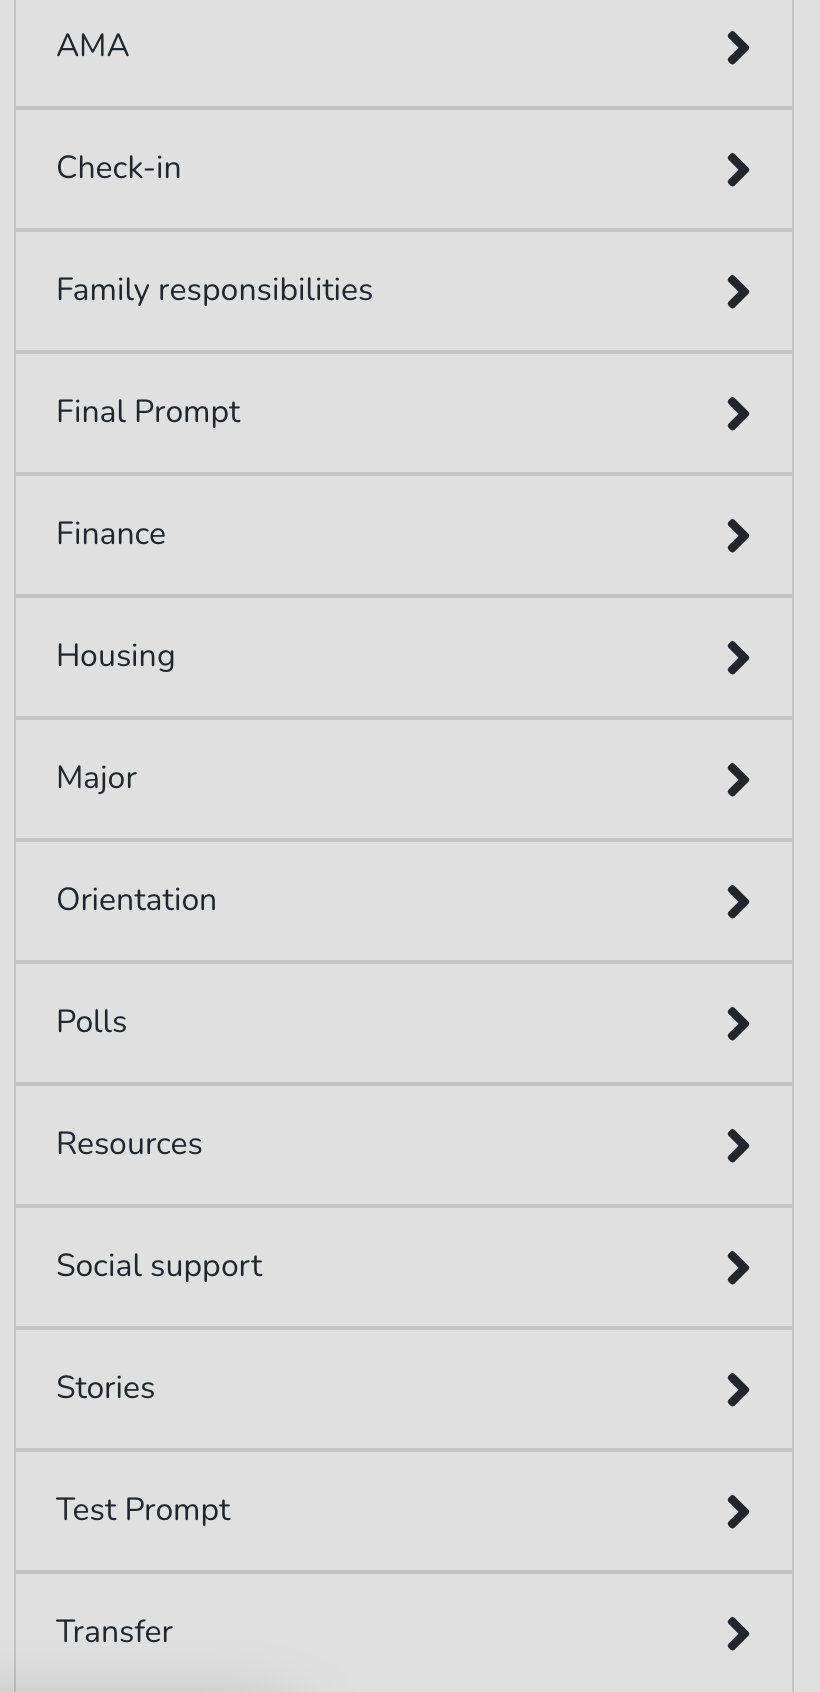 AMA
Check-in
Family responsibilities
Final Prompt
Finance
Housing
Major
Orientation
Polls
Resources
Social support
Stories
Test Prompt
Transfer